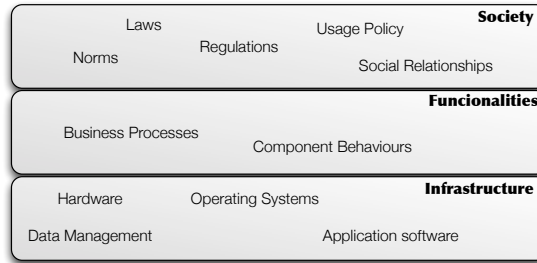 Society
Laws
Usage Policy
Regulations
Norms
Social Relationships
Funcionalities
Business Processes
Component Behaviours
Infrastructure
Hardware
Operating Systems
Data Management
Application software